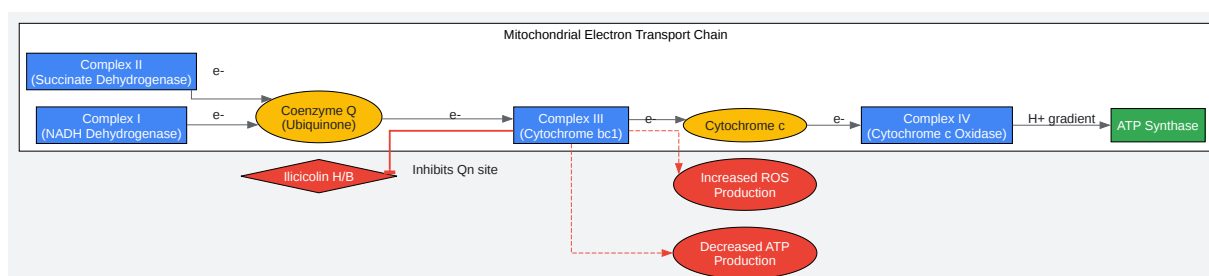 Mitochondrial Electron Transport Chain
Complex II
(Succinate Dehydrogenase)
e-
Complex I
(NADH Dehydrogenase)
e-
Coenzyme Q
(Ubiquinone)
e-
Complex III
(Cytochrome bc1)
e-
Cytochrome c
e-
Complex IV
(Cytochrome c Oxidase)
H+ gradient
ATP Synthase
Ilicicolin H/B
Inhibits Qn site
Increased ROS
Production
Decreased ATP
Production